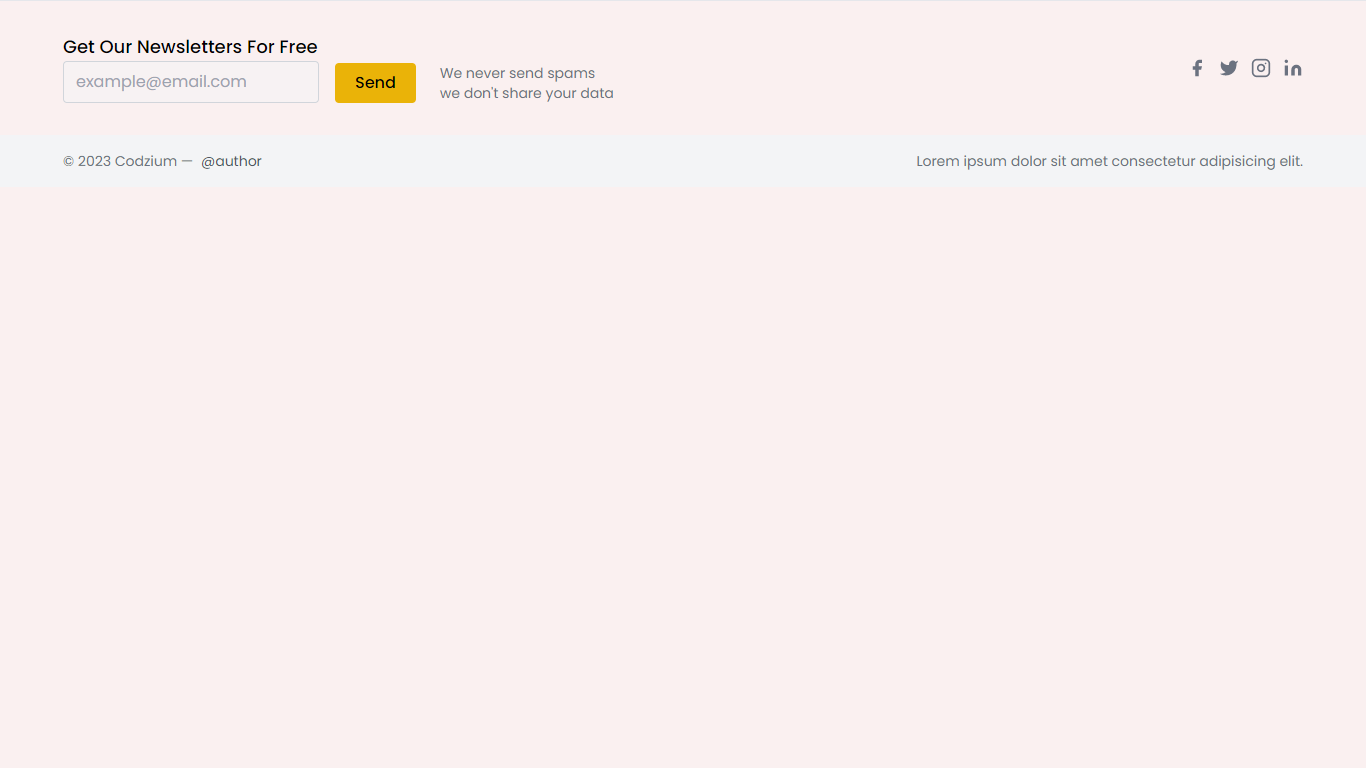 Get Our Newsletters For Free
example@email.com
Send
We never send spams
we don't share your data
© 2023 Codzium — @author
Lorem ipsum dolor sit amet consectetur adipisicing elit.